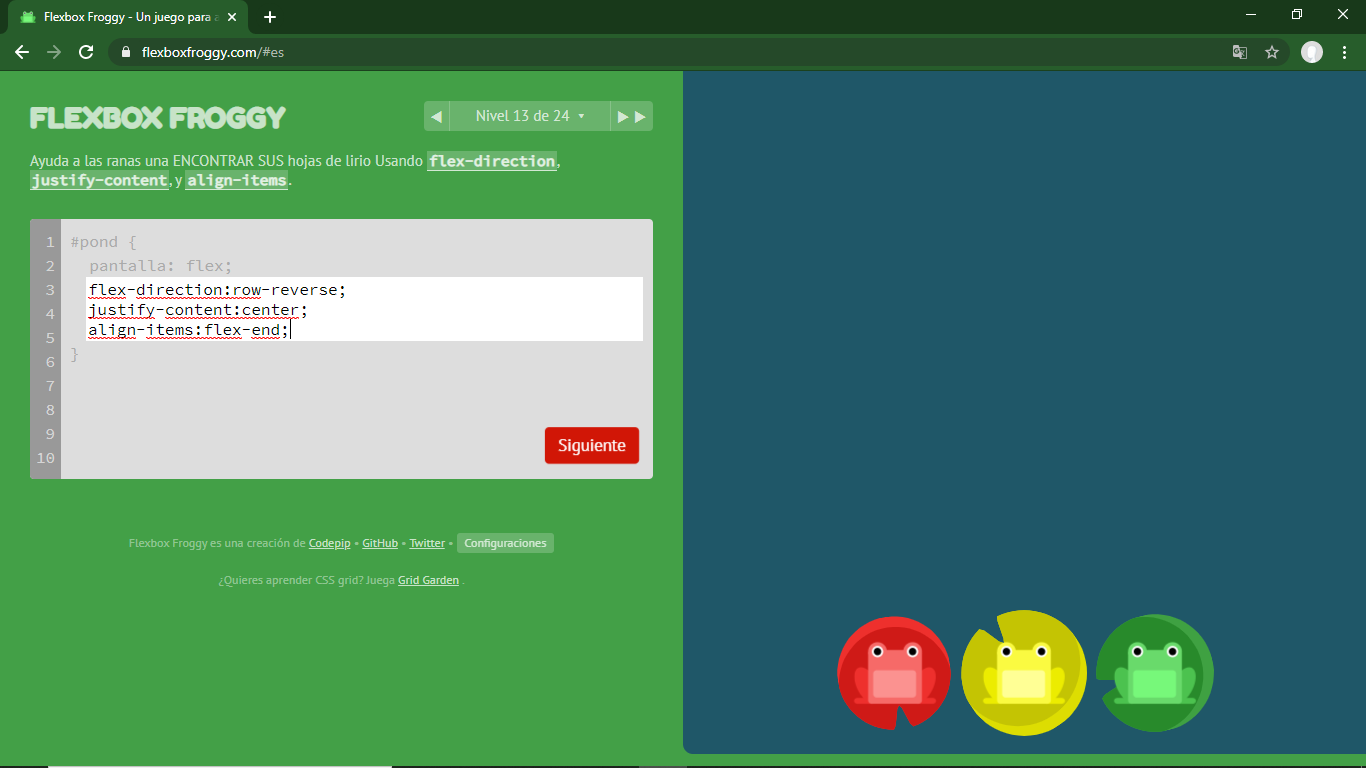 Flexbox Froggy - Un juego para a
flexboxfroggy.com/#es
FLEXBOX FROGGY
◀ Nivel 13 de 24 ▾ ▶ ▶
Ayuda a las ranas una ENCONTRAR SUS hojas de lirio Usando flex-direction,
justify-content, y align-items.
1 #pond {
2 pantalla: flex;
3 flex-direction:row-reverse;
4 justify-content:center;
5 align-items:flex-end;
6 }
7
8
9
10
Siguiente
Flexbox Froggy es una creación de Codepip • GitHub • Twitter • Configuraciones
¿Quieres aprender CSS grid? Juega Grid Garden .